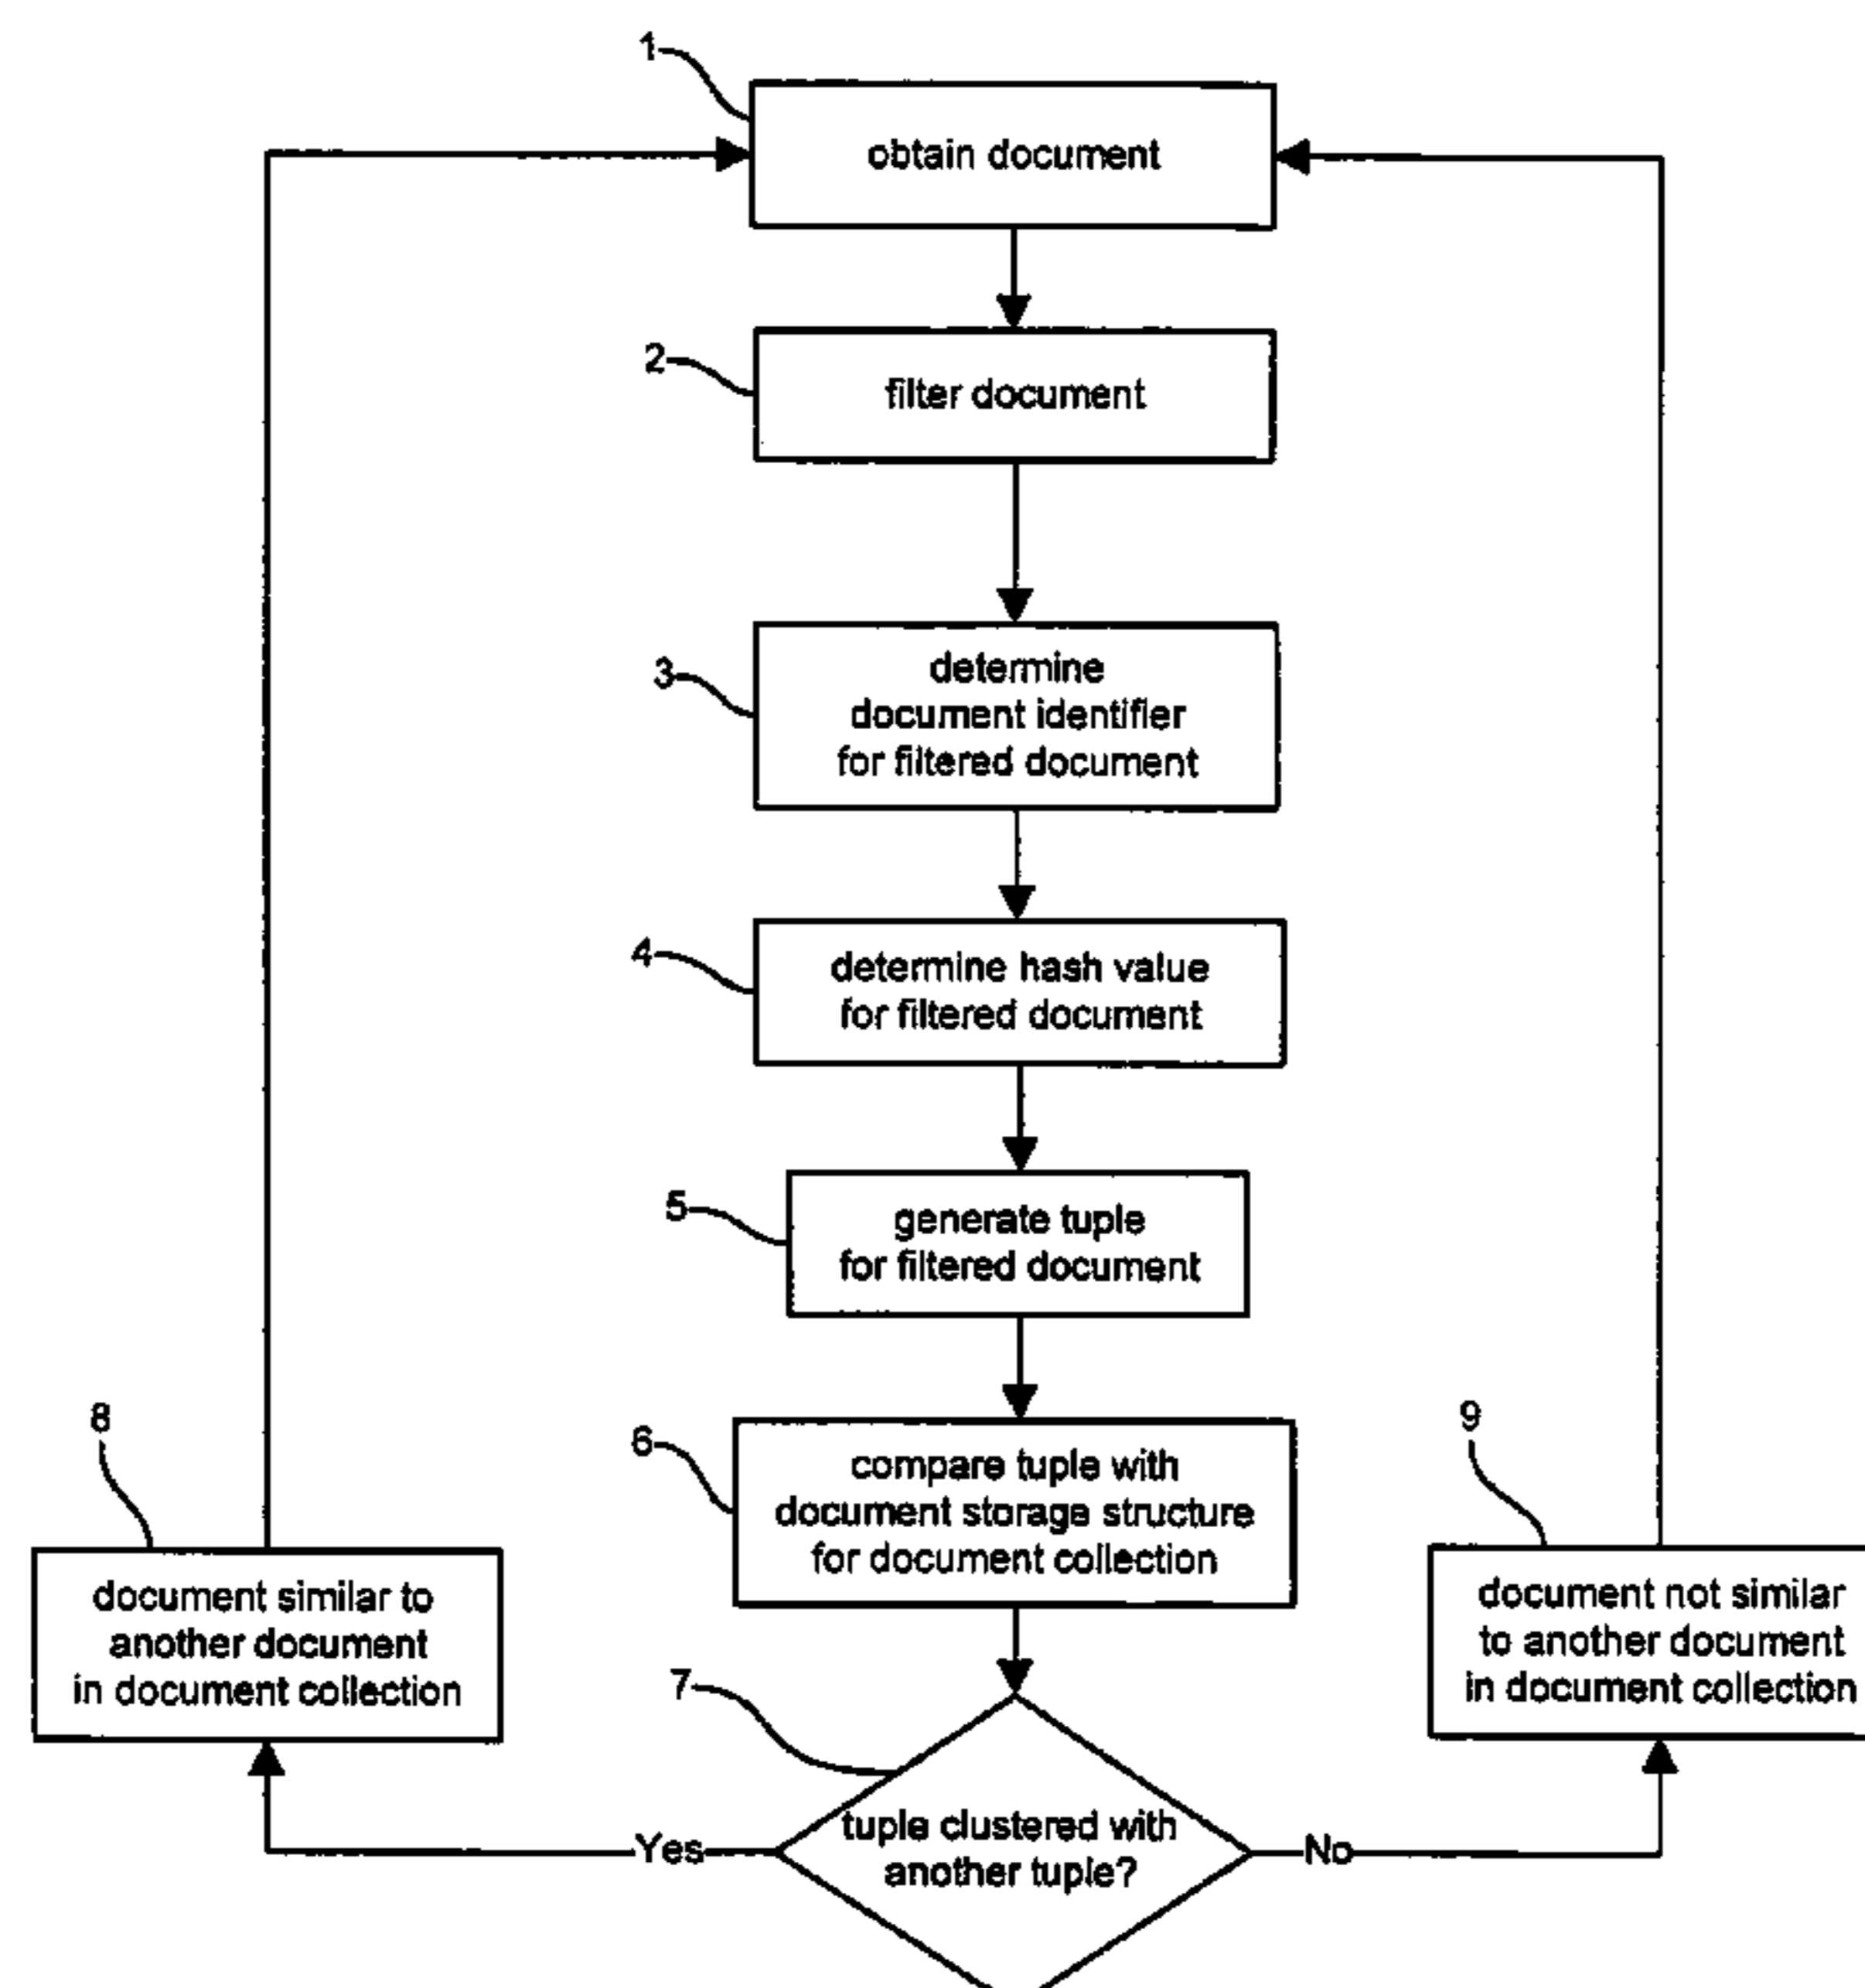 1
obtain document
2
filter document
3
determine
document identifier
for filtered document
4
determine hash value
for filtered document
5
generate tuple
for filtered document
6
compare tuple with
document storage structure
for document collection
8
document similar to
another document
in document collection
9
document not similar
to another document
in document collection
7
tuple clustered with
another tuple?
Yes
No